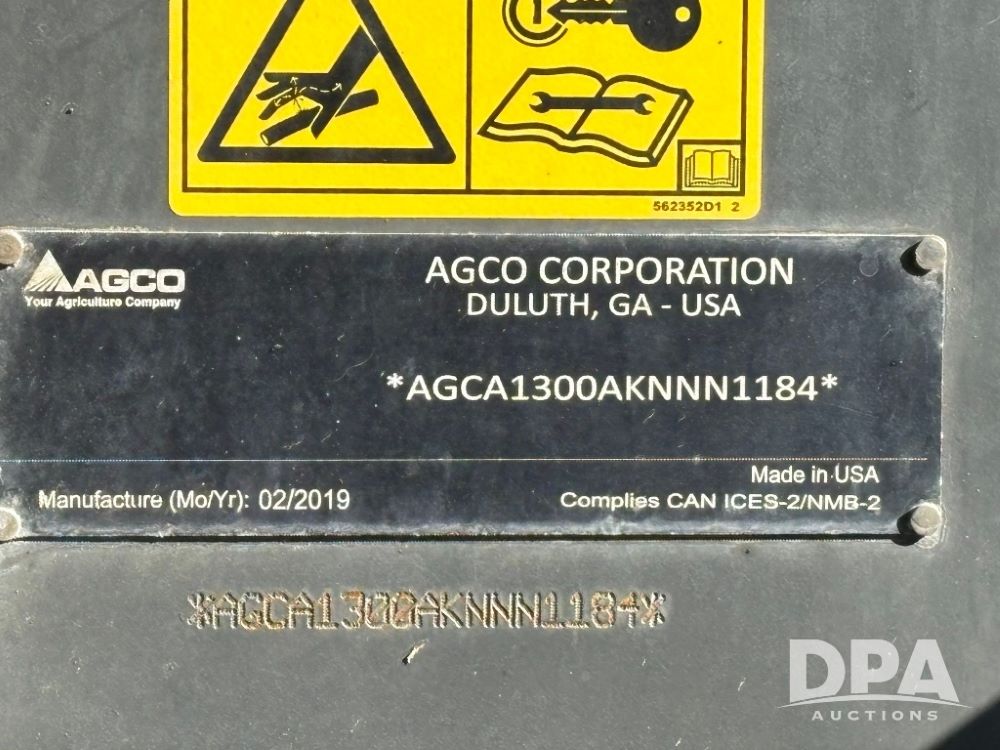 562352D1 2
AGCO
Your Agriculture Company
AGCO CORPORATION
DULUTH, GA - USA
*AGCA1300AKNNN1184*
Made in USA
Manufacture (Mo/Yr): 02/2019
Complies CAN ICES-2/NMB-2
*AGCA1300AKNNN1184*
DPA
AUCTIONS